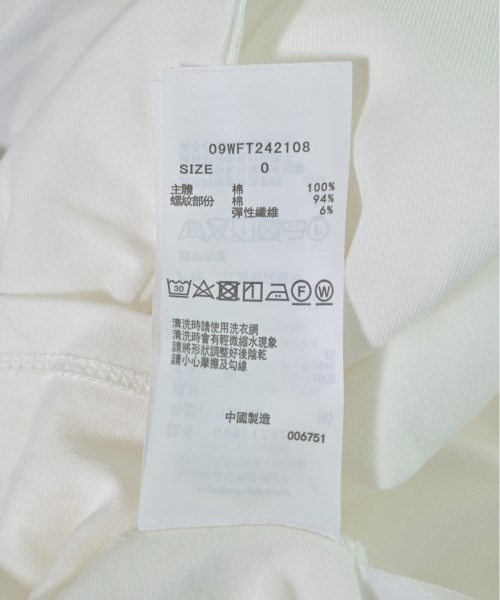 09WFT242108
SIZE 0
主體 棉 100%
螺紋部份 棉 94%
彈性纖維 6%
30 F W
清洗時請使用洗衣網
清洗時會有輕微縮水現象
請將形狀調整好後陰乾
請小心摩擦及勾線
中國製造
006751